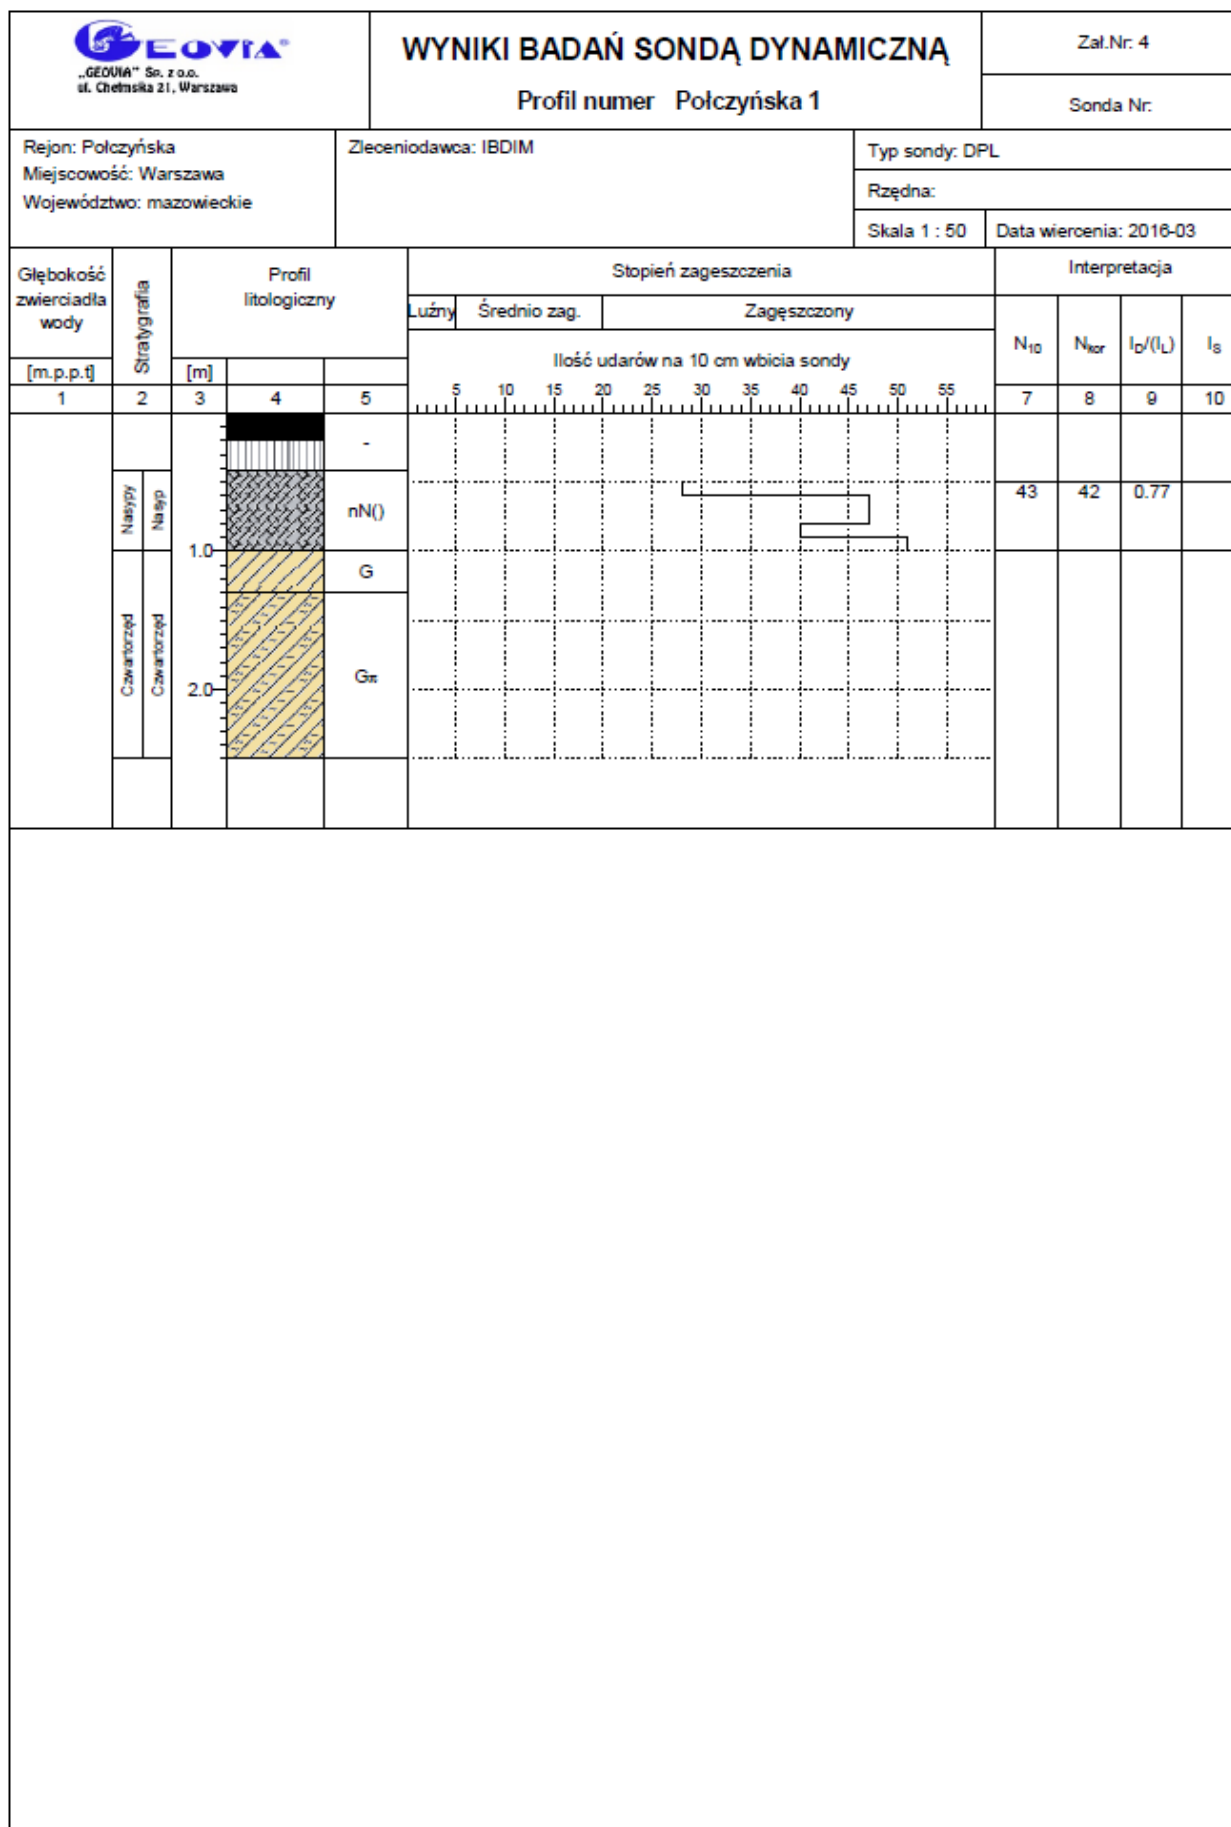 GEOVIA®
„GEOVIA" Sp. z o.o.
ul. Chełmska 21, Warszawa
WYNIKI BADAŃ SONDĄ DYNAMICZNĄ
Profil numer Połczyńska 1
Zał.Nr: 4
Sonda Nr:
Rejon: Połczyńska
Miejscowość: Warszawa
Województwo: mazowieckie
Zleceniodawca: IBDIM
Typ sondy: DPL
Rzędna:
Skala 1 : 50
Data wiercenia: 2016-03
Głębokość
zwierciadła
wody
[m.p.p.t]
Stratygrafia
Profil
litologiczny
[m]
Stopień zageszczenia
Luźny
Średnio zag.
Zagęszczony
Ilość udarów na 10 cm wbicia sondy
5 10 15 20 25 30 35 40 45 50 55
Interpretacja
N10
Nkor
ID/(IL)
IS
1 2 3 4 5 7 8 9 10
-
Nasypy
Nasyp
nN()
43 42 0.77
1.0
G
Czwartorzęd
Czwartorzęd
2.0
Gπ